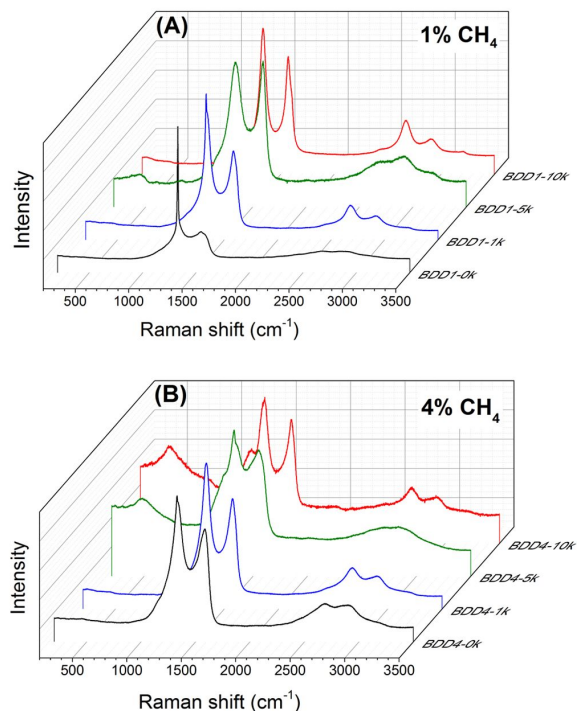 (A)
1% CH₄
Intensity
BDD1-10k
BDD1-5k
BDD1-1k
BDD1-0k
500 1000 1500 2000 2500 3000 3500
Raman shift (cm⁻¹)
(B)
4% CH₄
Intensity
BDD4-10k
BDD4-5k
BDD4-1k
BDD4-0k
500 1000 1500 2000 2500 3000 3500
Raman shift (cm⁻¹)